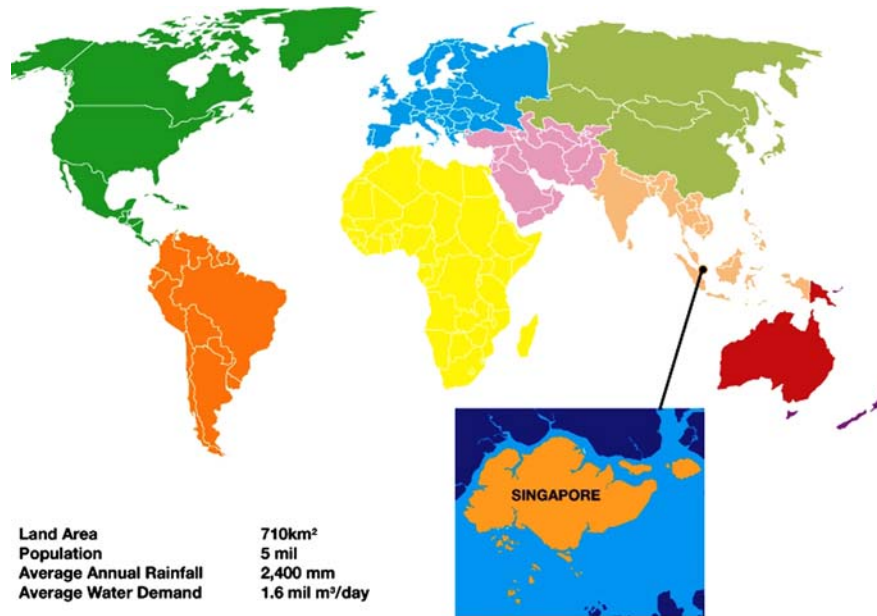 SINGAPORE
Land Area 710km²
Population 5 mil
Average Annual Rainfall 2,400 mm
Average Water Demand 1.6 mil m³/day